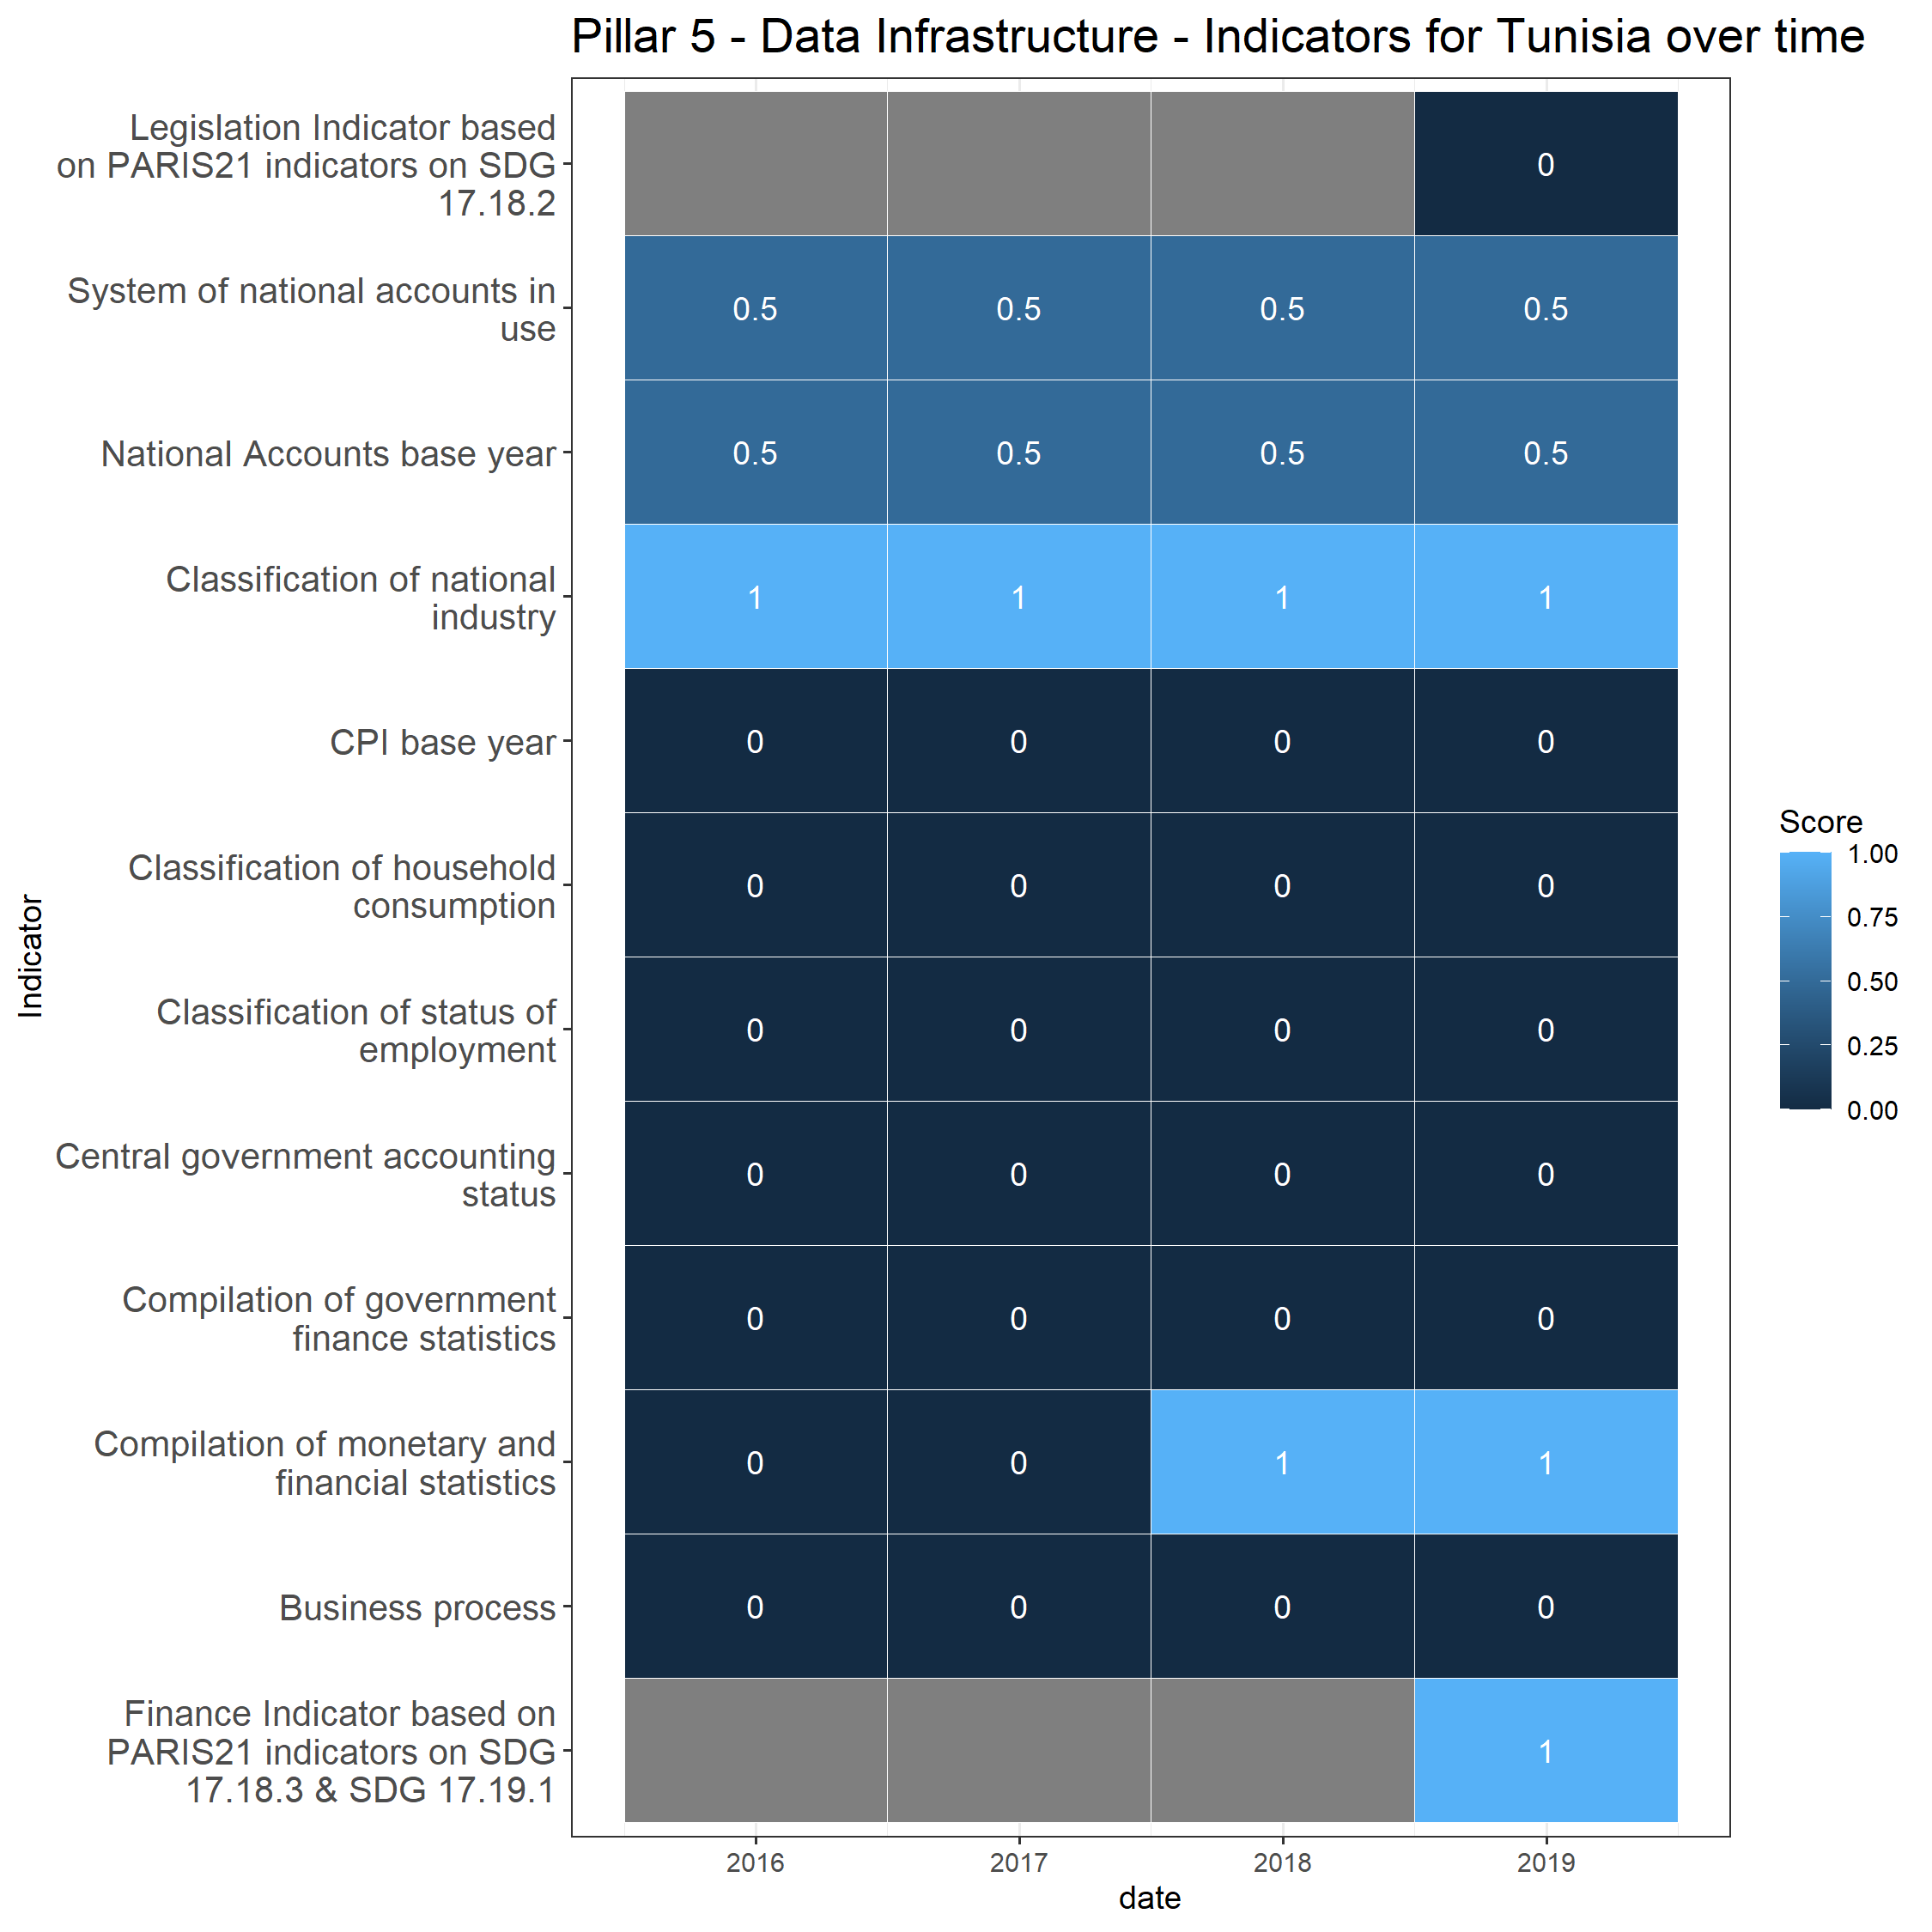 Pillar 5 - Data Infrastructure - Indicators for Tunisia over time
Legislation Indicator based
on PARIS21 indicators on SDG
17.18.2
0
System of national accounts in
use
0.5 0.5 0.5 0.5
National Accounts base year
0.5 0.5 0.5 0.5
Classification of national
industry
1 1 1 1
CPI base year
0 0 0 0
Classification of household
consumption
0 0 0 0
Classification of status of
employment
0 0 0 0
Central government accounting
status
0 0 0 0
Compilation of government
finance statistics
0 0 0 0
Compilation of monetary and
financial statistics
0 0 1 1
Business process
0 0 0 0
Finance Indicator based on
PARIS21 indicators on SDG
17.18.3 & SDG 17.19.1
1
Indicator
2016 2017 2018 2019
date
Score
1.00
0.75
0.50
0.25
0.00